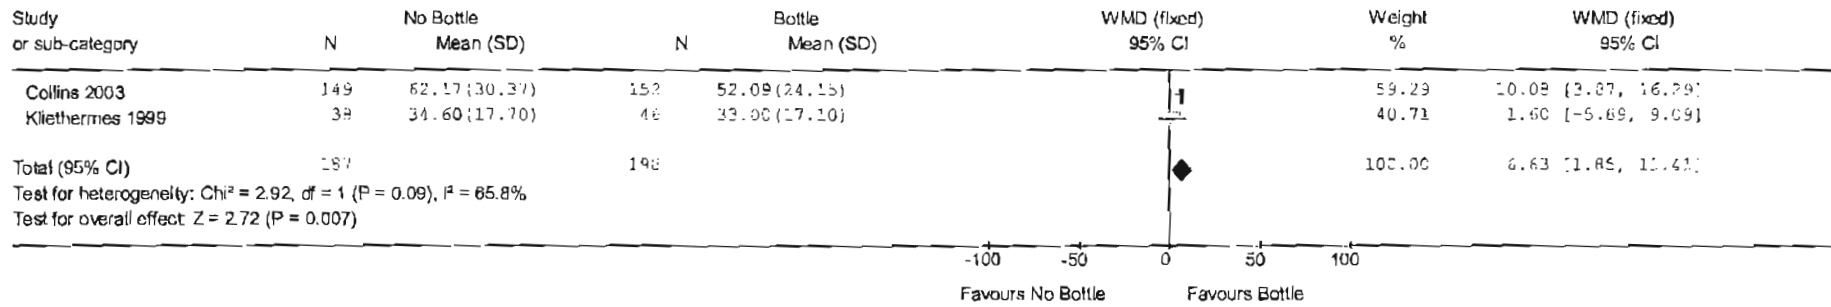 Study No Bottle Bottle WMD (fixed) Weight WMD (fixed)
or sub-category N Mean (SD) N Mean (SD) 95% CI % 95% CI
Collins 2003 149 62.17(30.37) 152 52.09(24.15) 59.29 10.08 [3.87, 16.29]
Kliethermes 1999 38 34.60(17.70) 46 33.00(17.10) 40.71 1.60 [-5.89, 9.09]
Total (95% CI) 187 198 100.00 6.63 [1.85, 11.41]
Test for heterogeneity: Chi² = 2.92, df = 1 (P = 0.09), I² = 65.8%
Test for overall effect: Z = 2.72 (P = 0.007)
-100 -50 0 50 100
Favours No Bottle Favours Bottle